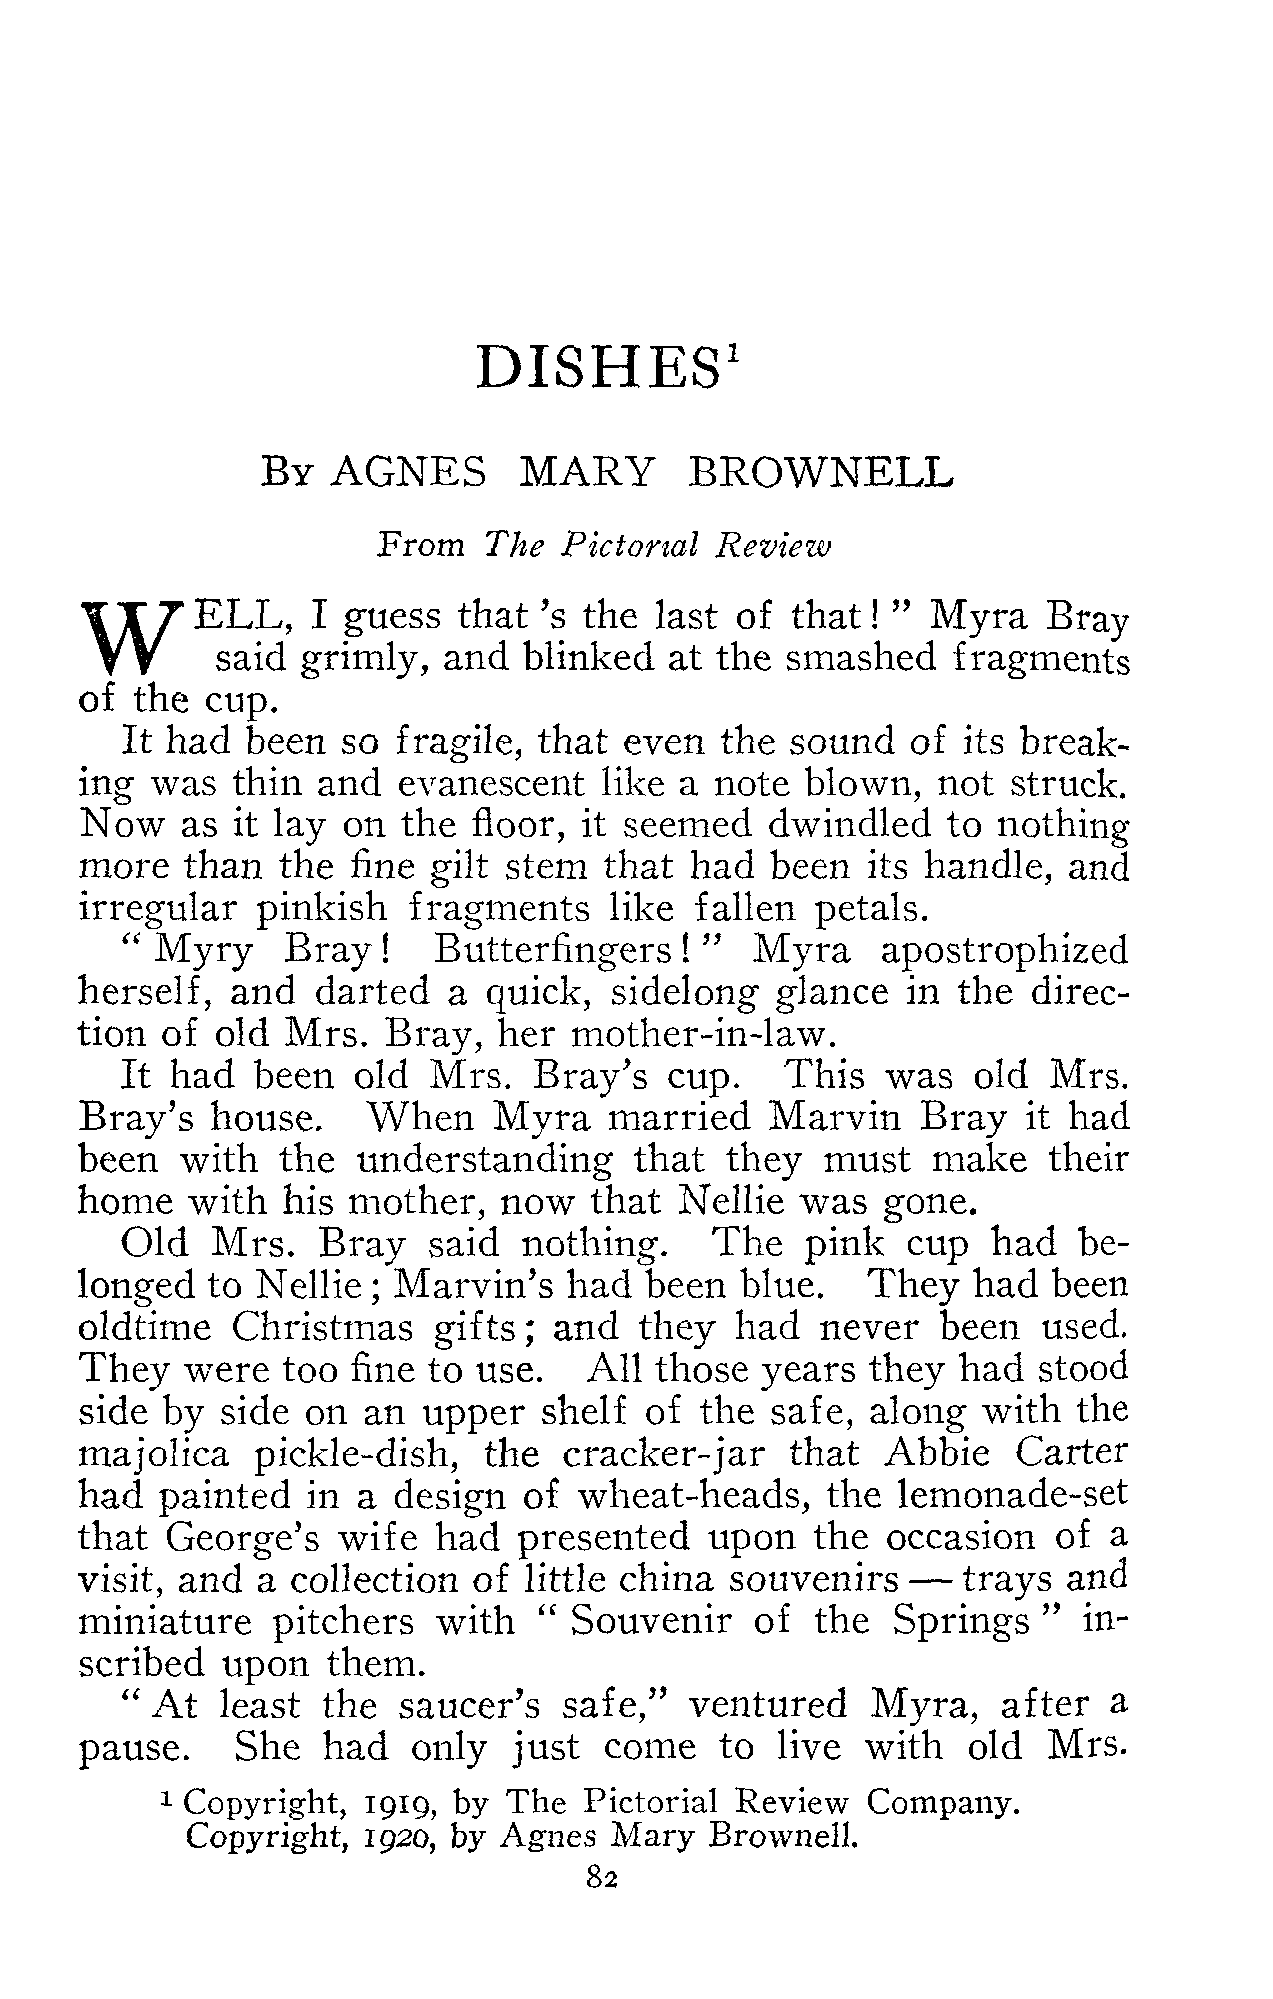 DISHES¹
By AGNES MARY BROWNELL
From The Pictorial Review
WELL, I guess that 's the last of that! " Myra Bray
said grimly, and blinked at the smashed fragments
of the cup.
It had been so fragile, that even the sound of its break-
ing was thin and evanescent like a note blown, not struck.
Now as it lay on the floor, it seemed dwindled to nothing
more than the fine gilt stem that had been its handle, and
irregular pinkish fragments like fallen petals.
" Myry Bray! Butterfingers! " Myra apostrophized
herself, and darted a quick, sidelong glance in the direc-
tion of old Mrs. Bray, her mother-in-law.
It had been old Mrs. Bray's cup. This was old Mrs.
Bray's house. When Myra married Marvin Bray it had
been with the understanding that they must make their
home with his mother, now that Nellie was gone.
Old Mrs. Bray said nothing. The pink cup had be-
longed to Nellie; Marvin's had been blue. They had been
oldtime Christmas gifts; and they had never been used.
They were too fine to use. All those years they had stood
side by side on an upper shelf of the safe, along with the
majolica pickle-dish, the cracker-jar that Abbie Carter
had painted in a design of wheat-heads, the lemonade-set
that George's wife had presented upon the occasion of a
visit, and a collection of little china souvenirs — trays and
miniature pitchers with " Souvenir of the Springs " in-
scribed upon them.
" At least the saucer's safe," ventured Myra, after a
pause. She had only just come to live with old Mrs.
¹ Copyright, 1919, by The Pictorial Review Company.
Copyright, 1920, by Agnes Mary Brownell.
82